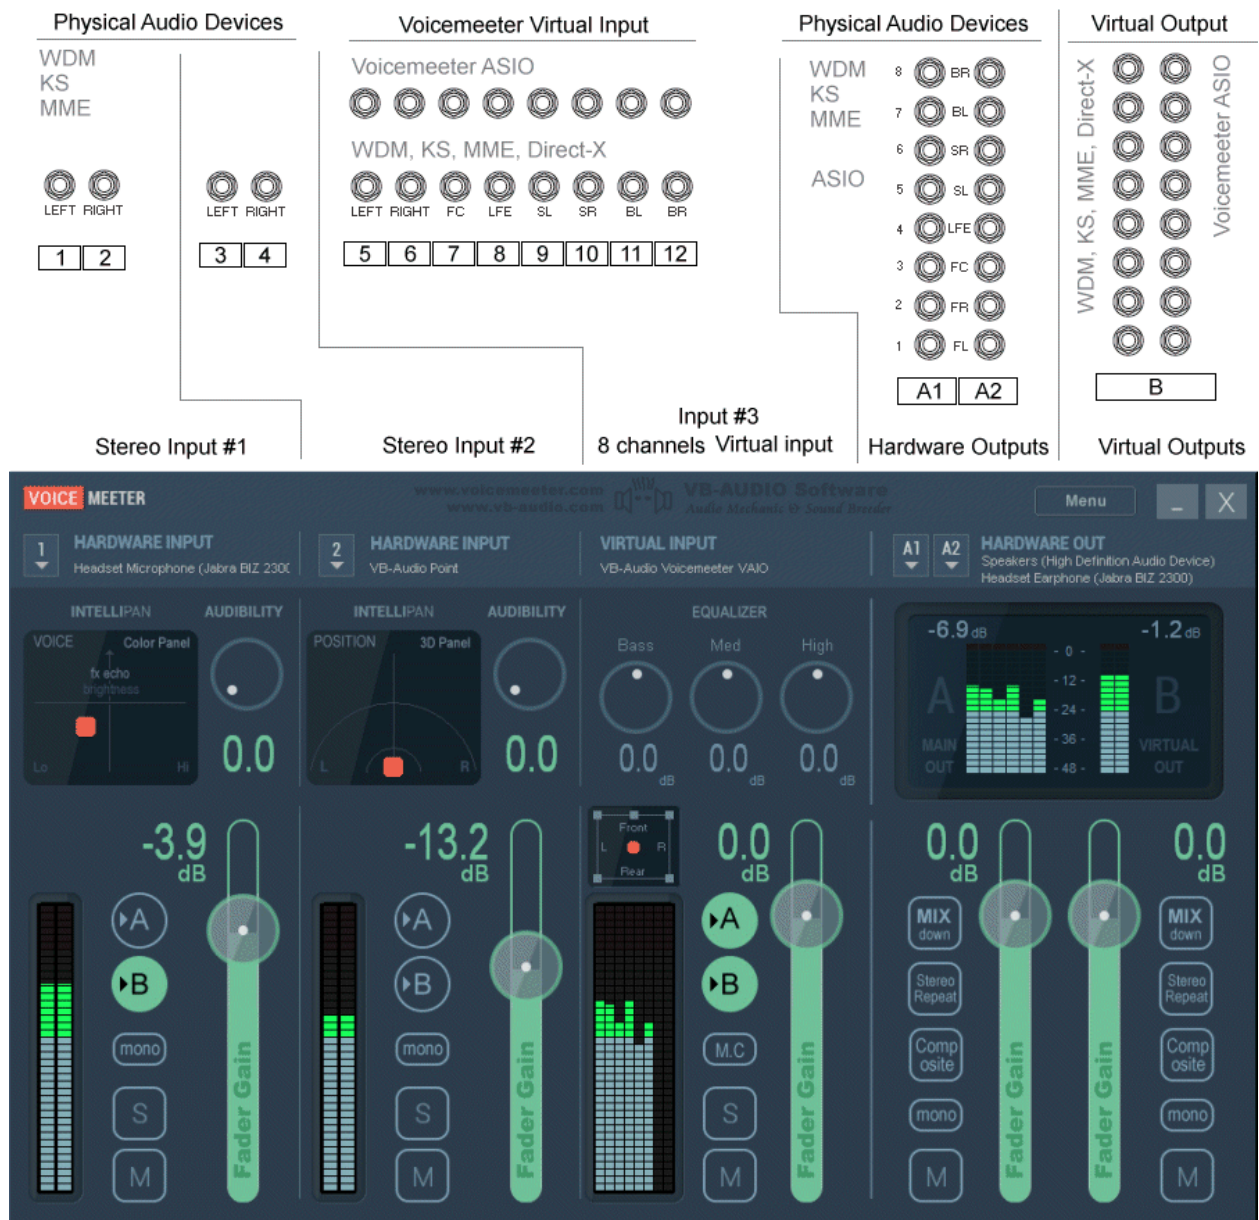 Physical Audio Devices
Voicemeeter Virtual Input
Physical Audio Devices
Virtual Output
WDM
KS
MME
LEFT RIGHT
1 2
LEFT RIGHT
3 4
Voicemeeter ASIO
WDM, KS, MME, Direct-X
LEFT RIGHT FC LFE SL SR BL BR
5 6 7 8 9 10 11 12
WDM
KS
MME
ASIO
8 BR
7 BL
6 SR
5 SL
4 LFE
3 FC
2 FR
1 FL
A1 A2
WDM, KS, MME, Direct-X
Voicemeeter ASIO
B
Stereo Input #1
Stereo Input #2
Input #3
8 channels Virtual input
Hardware Outputs
Virtual Outputs
VOICE MEETER
www.voicemeeter.com
www.vb-audio.com
VB-AUDIO Software
Audio Mechanic & Sound Breeder
Menu
_ X
1 HARDWARE INPUT
Headset Microphone (Jabra BIZ 230(
2 HARDWARE INPUT
VB-Audio Point
VIRTUAL INPUT
VB-Audio Voicemeeter VAIO
A1 A2 HARDWARE OUT
Speakers (High Definition Audio Device)
Headset Earphone (Jabra BIZ 2300)
INTELLIPAN AUDIBILITY
VOICE Color Panel
fx echo
brightness
Lo Hi
0.0
INTELLIPAN AUDIBILITY
POSITION 3D Panel
L R
0.0
EQUALIZER
Bass Med High
0.0 dB 0.0 dB 0.0 dB
-6.9 dB -1.2 dB
- 0 -
- 12 -
- 24 -
- 36 -
- 48 -
A
MAIN
OUT
B
VIRTUAL
OUT
-3.9
dB
A
B
mono
S
M
Fader Gain
-13.2
dB
A
B
mono
S
M
Fader Gain
Front
L R
Rear
0.0
dB
A
B
M.C
S
M
Fader Gain
0.0
dB
MIX
down
Stereo
Repeat
Comp
osite
mono
M
Fader Gain
Fader Gain
0.0
dB
MIX
down
Stereo
Repeat
Comp
osite
mono
M